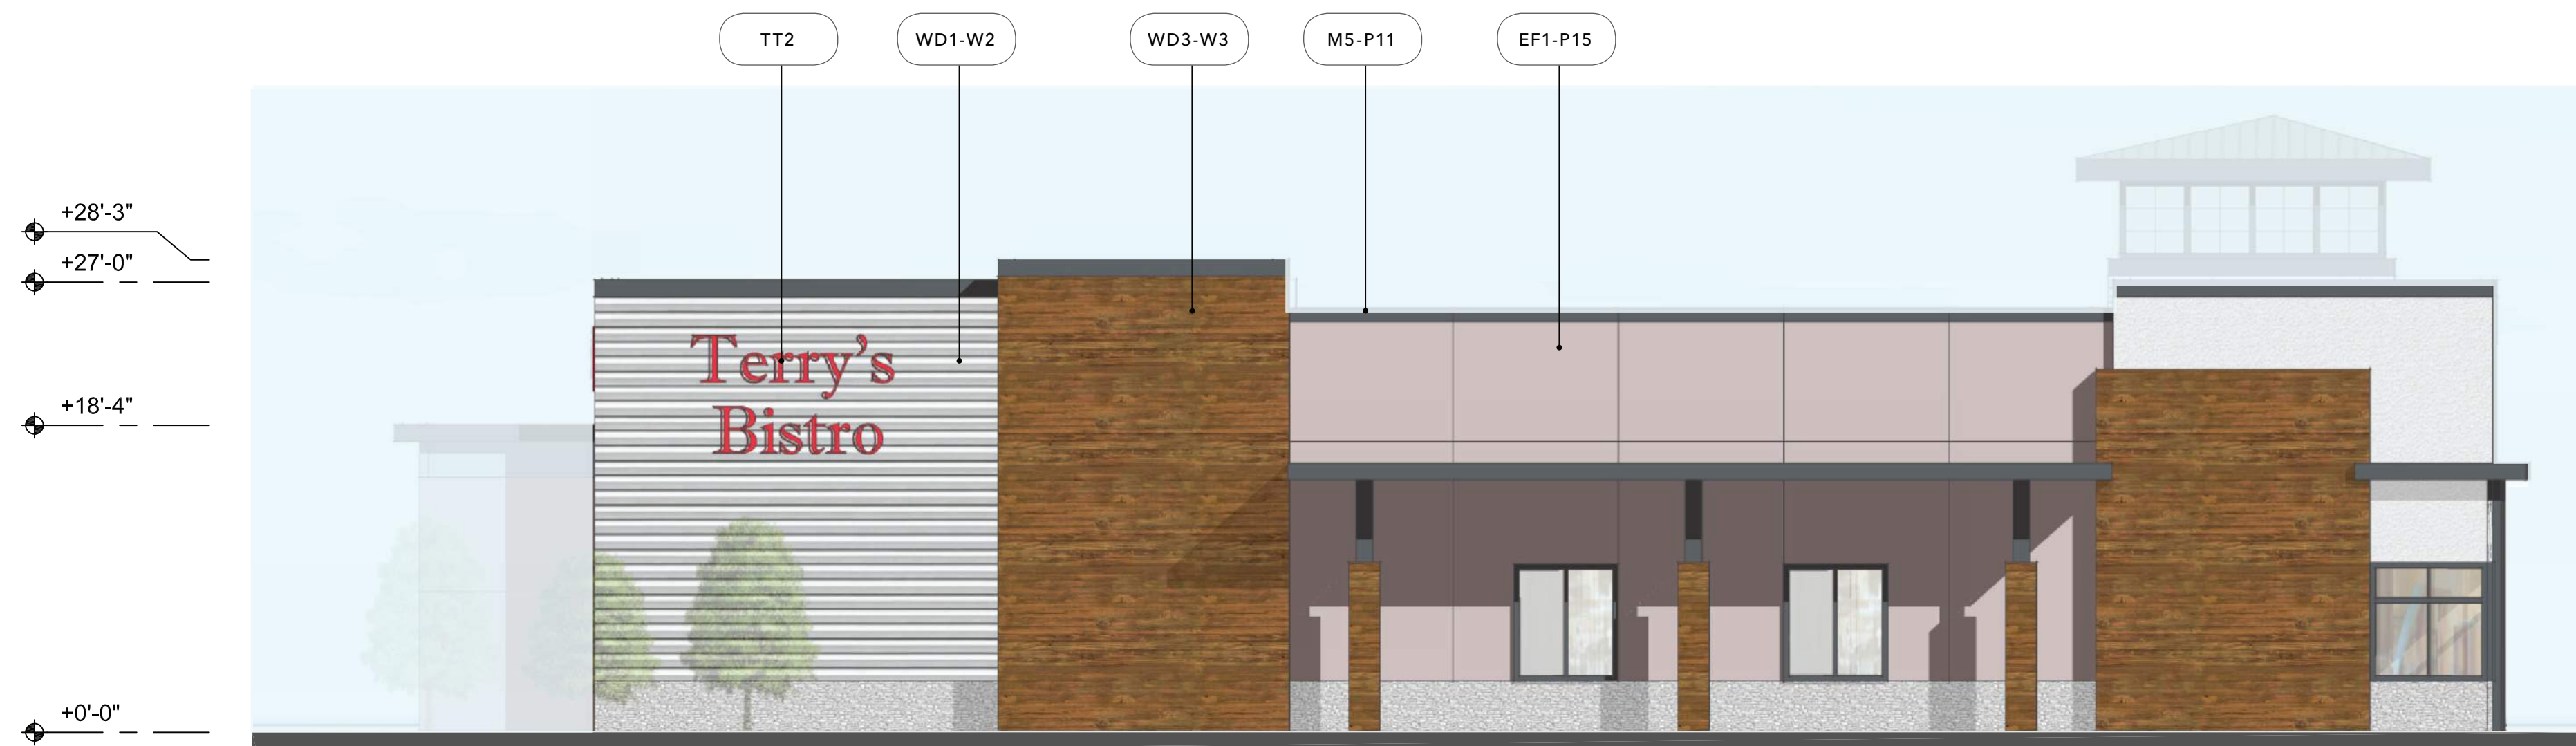 TT2
WD1-W2
WD3-W3
M5-P11
EF1-P15
+28'-3"
+27'-0"
+18'-4"
+0'-0"
Terry’s
Bistro